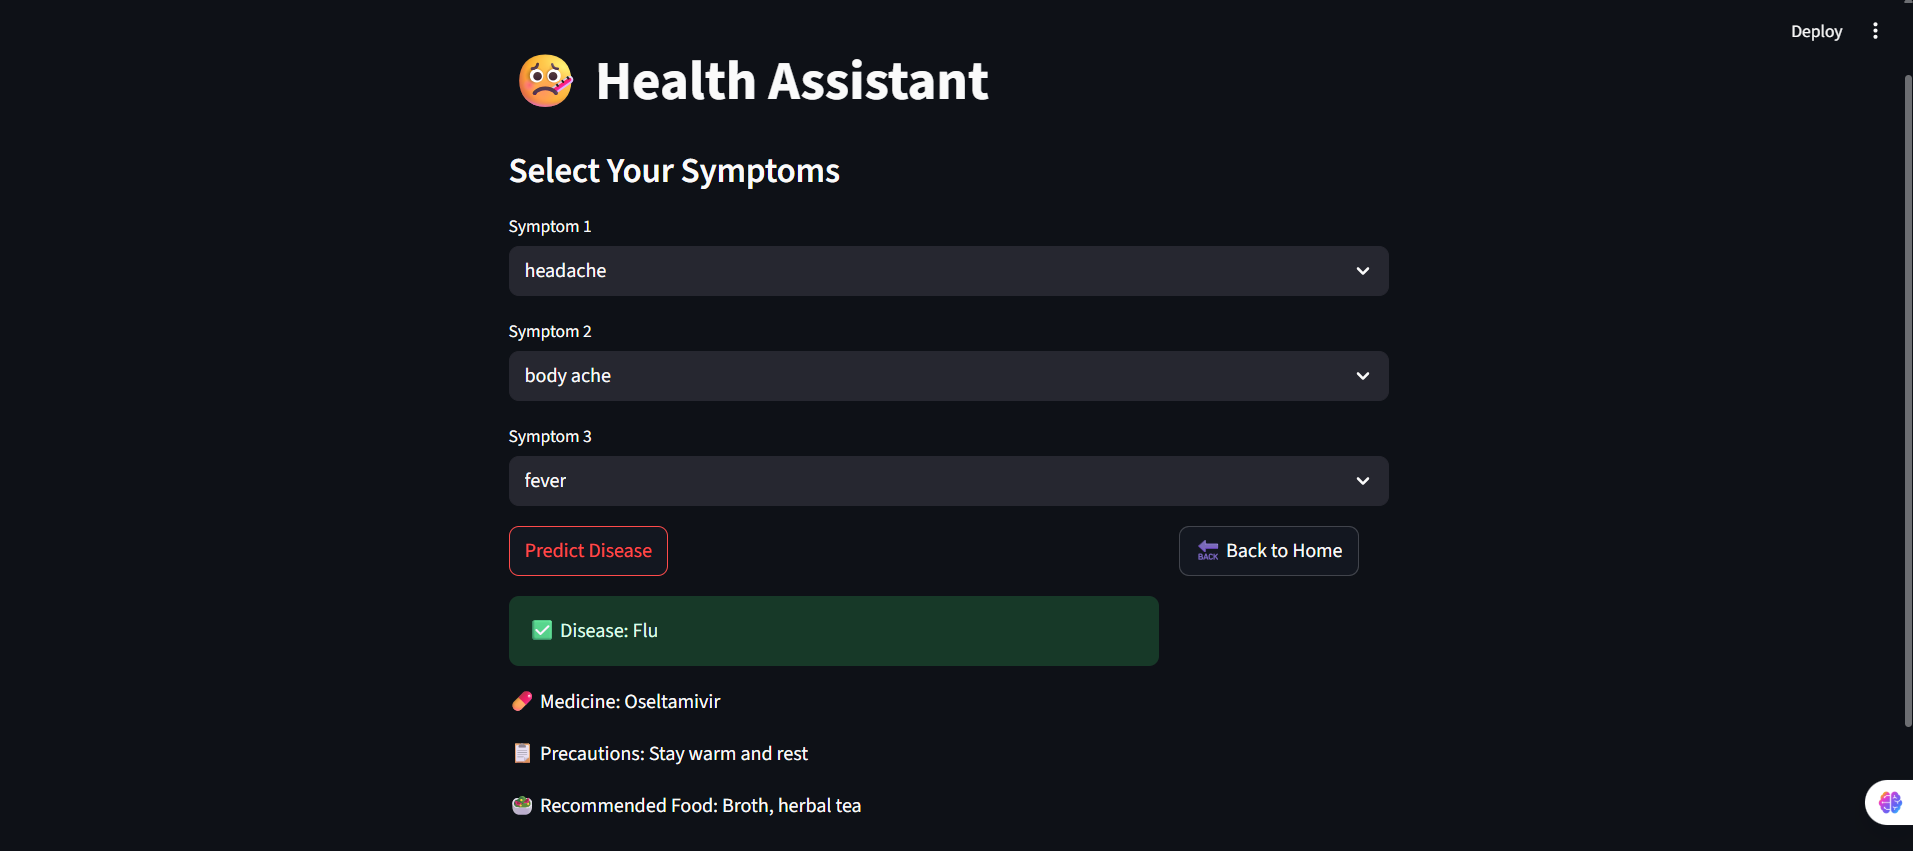 Deploy
Health Assistant
Select Your Symptoms
Symptom 1
headache
Symptom 2
body ache
Symptom 3
fever
Predict Disease
BACK Back to Home
Disease: Flu
Medicine: Oseltamivir
Precautions: Stay warm and rest
Recommended Food: Broth, herbal tea